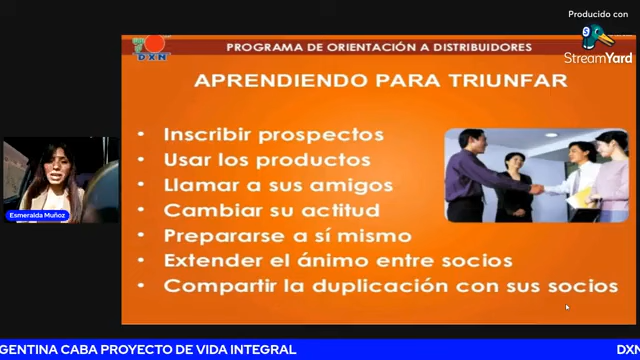 Producido con
StreamYard
DXN
PROGRAMA DE ORIENTACIÓN A DISTRIBUIDORES
APRENDIENDO PARA TRIUNFAR
• Inscribir prospectos
• Usar los productos
• Llamar a sus amigos
• Cambiar su actitud
• Prepararse a sí mismo
• Extender el ánimo entre socios
• Compartir la duplicación con sus socios
Esmeralda Muñoz
GENTINA CABA PROYECTO DE VIDA INTEGRAL
DXN